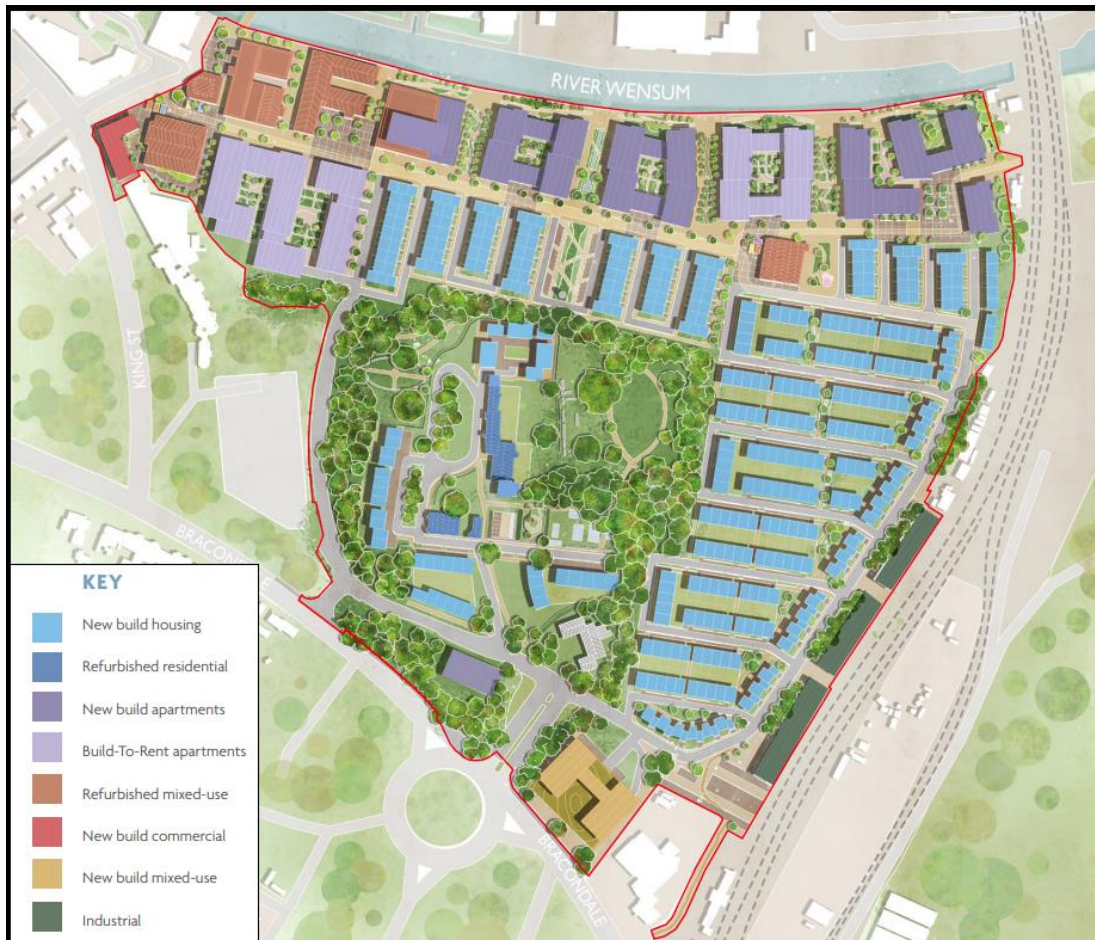 RIVER WENSUM
KING ST
BRACONDALE
BRACONDALE
KEY
New build housing
Refurbished residential
New build apartments
Build-To-Rent apartments
Refurbished mixed-use
New build commercial
New build mixed-use
Industrial